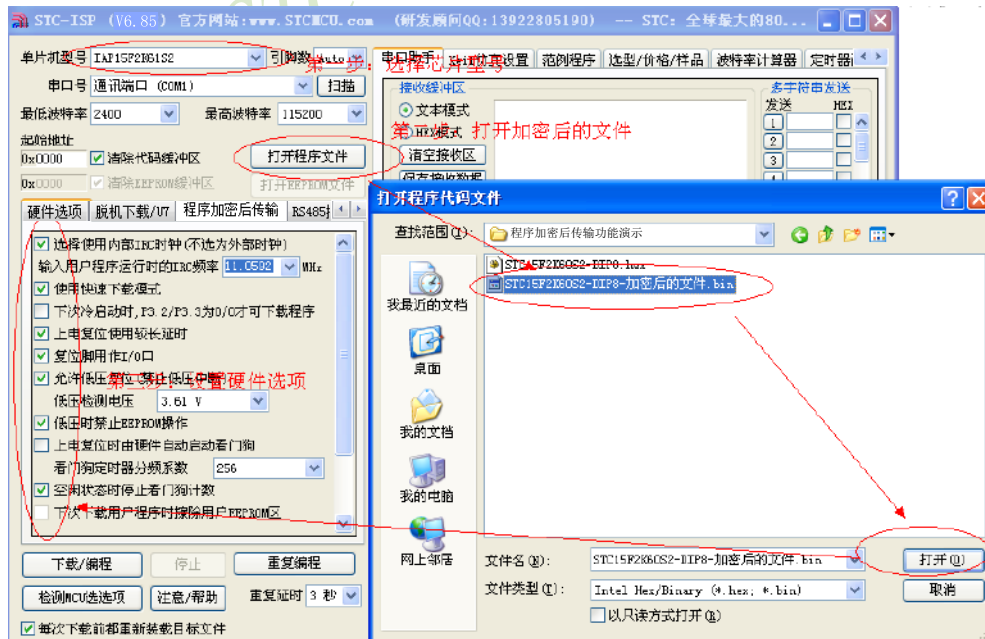 STC-ISP (V6.85) 官方网站:www.STCMCU.com (研发顾问QQ:13922805190) -- STC: 全球最大的80...
单片机型号 IAP15F2K61S2 引脚数 Auto
串口号 通讯端口 (COM1) 扫描
最低波特率 2400 最高波特率 115200
起始地址
0x0000 清除代码缓冲区 打开程序文件
0x0000 清除EEPROM缓冲区 打开EEPROM文件
硬件选项 脱机下载/U7 程序加密后传输 RS485
选择使用内部IRC时钟(不选为外部时钟)
输入用户程序运行时的IRC频率 11.0592 MHz
使用快速下载模式
下次冷启动时,P3.2/P3.3为0/0才可下载程序
上电复位使用较长延时
复位脚用作I/O口
允许低压复位(禁止低压中断)
第三步: 设置硬件选项
低压检测电压 3.61 V
低压时禁止EEPROM操作
上电复位时由硬件自动启动看门狗
看门狗定时器分频系数 256
空闲状态时停止看门狗计数
下次下载用户程序时擦除用户EEPROM区
下载/编程 停止 重复编程
检测MCU选选项 注意/帮助 重复延时 3 秒
每次下载前都重新装载目标文件
串口助手 Keil仿真设置 范例程序 选型/价格/样品 波特率计算器 定时器
第一步: 选择芯片型号
接收缓冲区 多字符串发送
文本模式 发送 HEX
HEX模式 1
第二步: 打开加密后的文件
2
清空接收区 3
保存接收数据 4
打开程序代码文件
查找范围(I): 程序加密后传输功能演示
STC15F2K60S2-DIP8.hex
STC15F2K60S2-DIP8-加密后的文件.bin
我最近的文档
桌面
我的文档
我的电脑
网上邻居
文件名(N): STC15F2K60S2-DIP8-加密后的文件.bin 打开(O)
文件类型(T): Intel Hex/Binary (*.hex; *.bin) 取消
以只读方式打开(R)